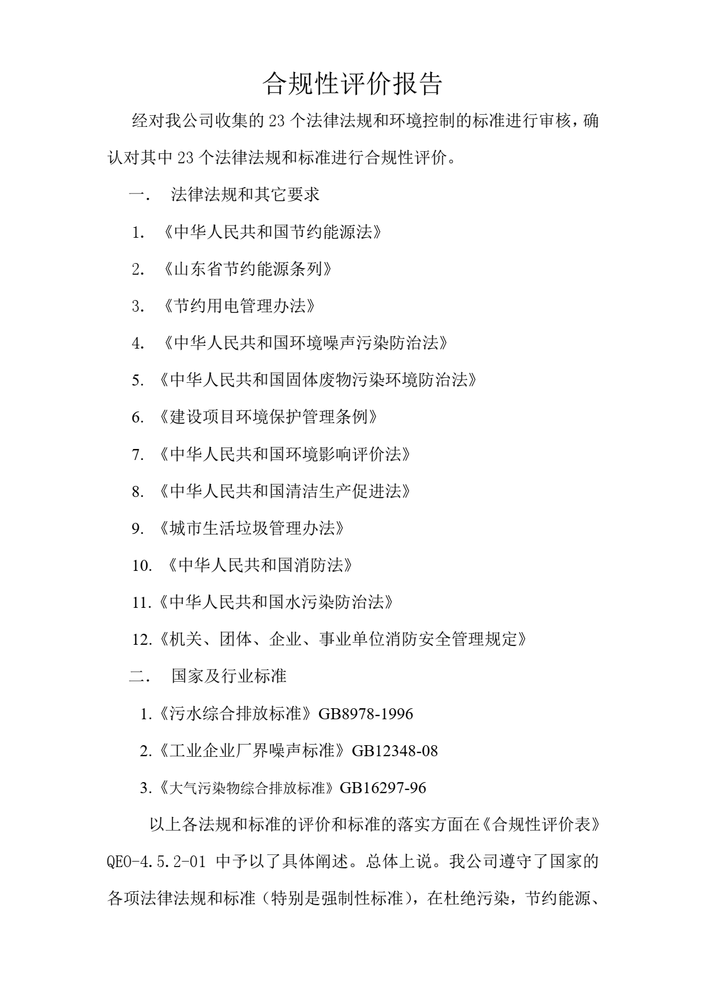 合规性评价报告
经对我公司收集的 23 个法律法规和环境控制的标准进行审核，确
认对其中 23 个法律法规和标准进行合规性评价。
一． 法律法规和其它要求
1. 《中华人民共和国节约能源法》
2. 《山东省节约能源条列》
3. 《节约用电管理办法》
4. 《中华人民共和国环境噪声污染防治法》
5. 《中华人民共和国固体废物污染环境防治法》
6. 《建设项目环境保护管理条例》
7. 《中华人民共和国环境影响评价法》
8. 《中华人民共和国清洁生产促进法》
9. 《城市生活垃圾管理办法》
10. 《中华人民共和国消防法》
11.《中华人民共和国水污染防治法》
12.《机关、团体、企业、事业单位消防安全管理规定》
二． 国家及行业标准
1.《污水综合排放标准》GB8978-1996
2.《工业企业厂界噪声标准》GB12348-08
3.《大气污染物综合排放标准》GB16297-96
以上各法规和标准的评价和标准的落实方面在《合规性评价表》
QEO-4.5.2-01 中予以了具体阐述。总体上说。我公司遵守了国家的
各项法律法规和标准（特别是强制性标准），在杜绝污染，节约能源、